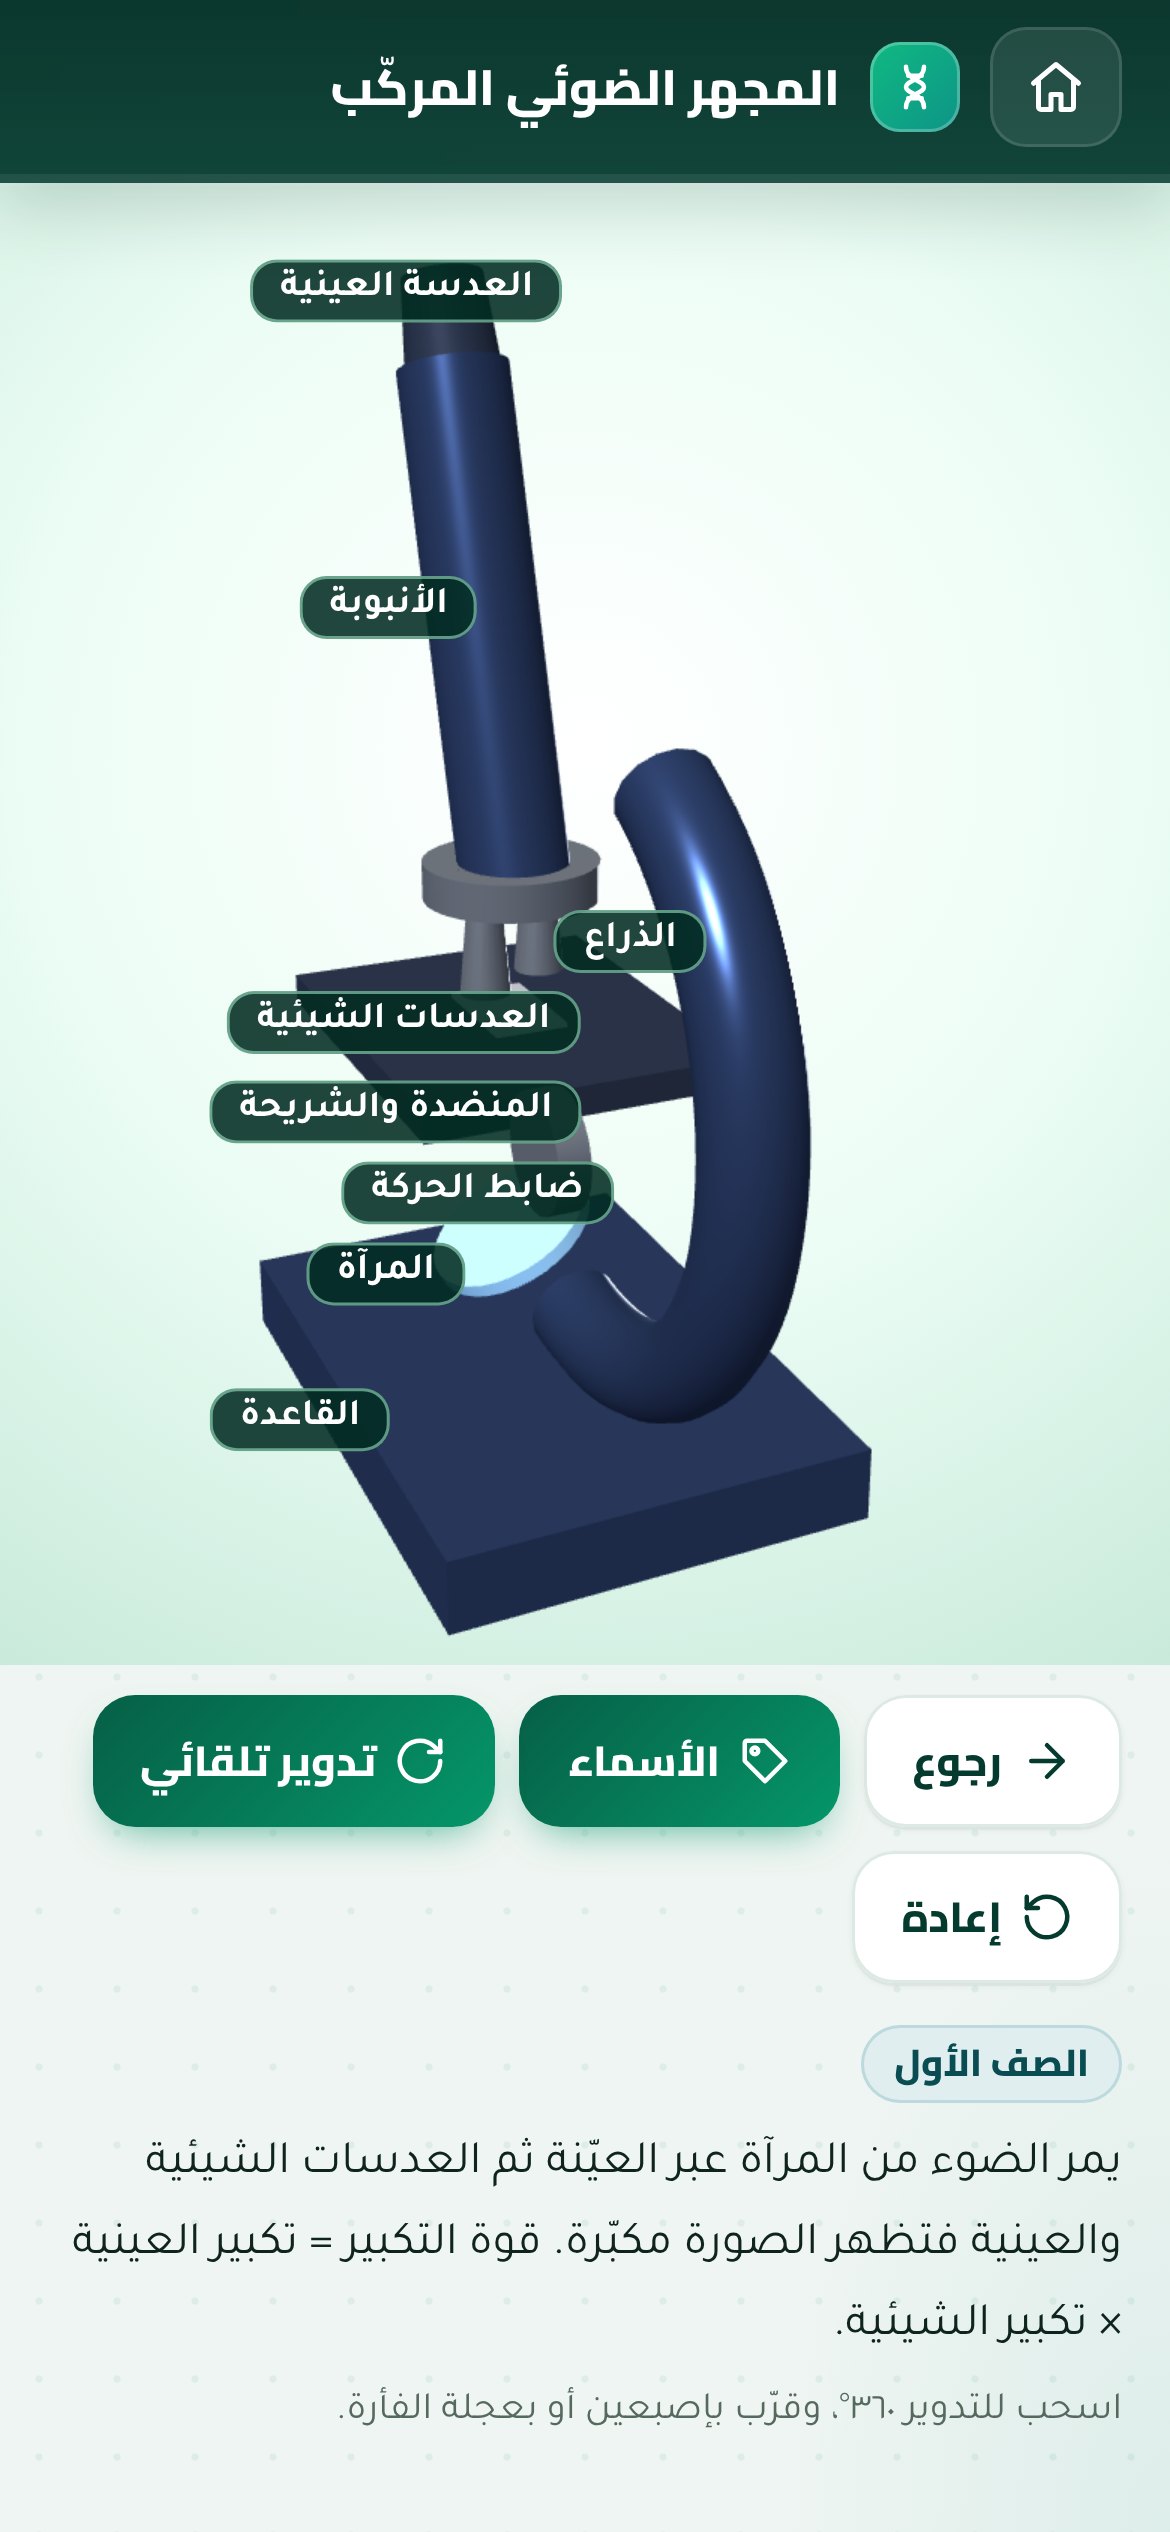 المجهر الضوئي المركّب
العدسة العينية
الأنبوبة
الذراع
العدسات الشيئية
المنضدة والشريحة
ضابط الحركة
المرآة
القاعدة
رجوع
الأسماء
تدوير تلقائي
إعادة
الصف الأول
يمر الضوء من المرآة عبر العيّنة ثم العدسات الشيئية
والعينية فتظهر الصورة مكبّرة. قوة التكبير = تكبير العينية
× تكبير الشيئية.
اسحب للتدوير ٣٦٠°، وقرّب بإصبعين أو بعجلة الفأرة.